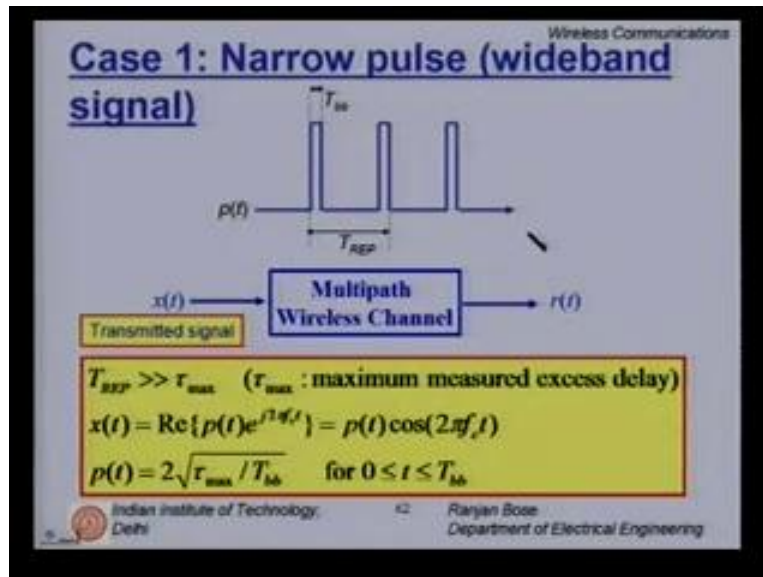 Wireless Communications
Case 1: Narrow pulse (wideband
signal)
T_bb
p(t)
T_REP
x(t)
Multipath
Wireless Channel
r(t)
Transmitted signal
T_REP >> τ_max (τ_max : maximum measured excess delay)
x(t) = Re{p(t)e^{j2πf_c t}} = p(t)cos(2πf_c t)
p(t) = 2√(τ_max / T_bb) for 0 ≤ t ≤ T_bb
Indian Institute of Technology, Ranjan Bose
Delhi Department of Electrical Engineering